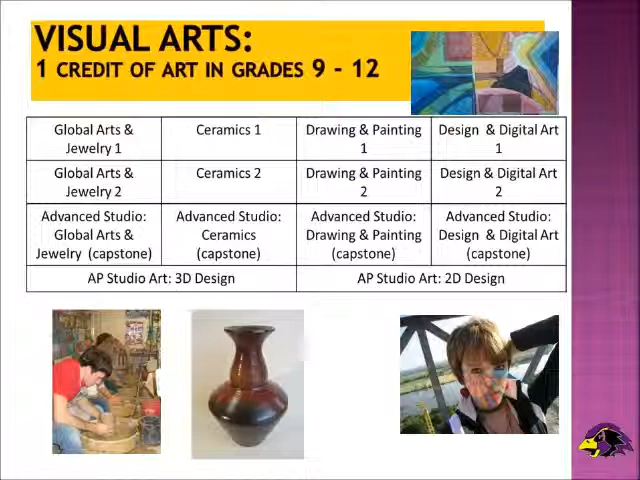 VISUAL ARTS:
1 CREDIT OF ART IN GRADES 9 - 12
Global Arts &
Jewelry 1
Ceramics 1
Drawing & Painting
1
Design & Digital Art
1
Global Arts &
Jewelry 2
Ceramics 2
Drawing & Painting
2
Design & Digital Art
2
Advanced Studio:
Global Arts &
Jewelry (capstone)
Advanced Studio:
Ceramics
(capstone)
Advanced Studio:
Drawing & Painting
(capstone)
Advanced Studio:
Design & Digital Art
(capstone)
AP Studio Art: 3D Design
AP Studio Art: 2D Design